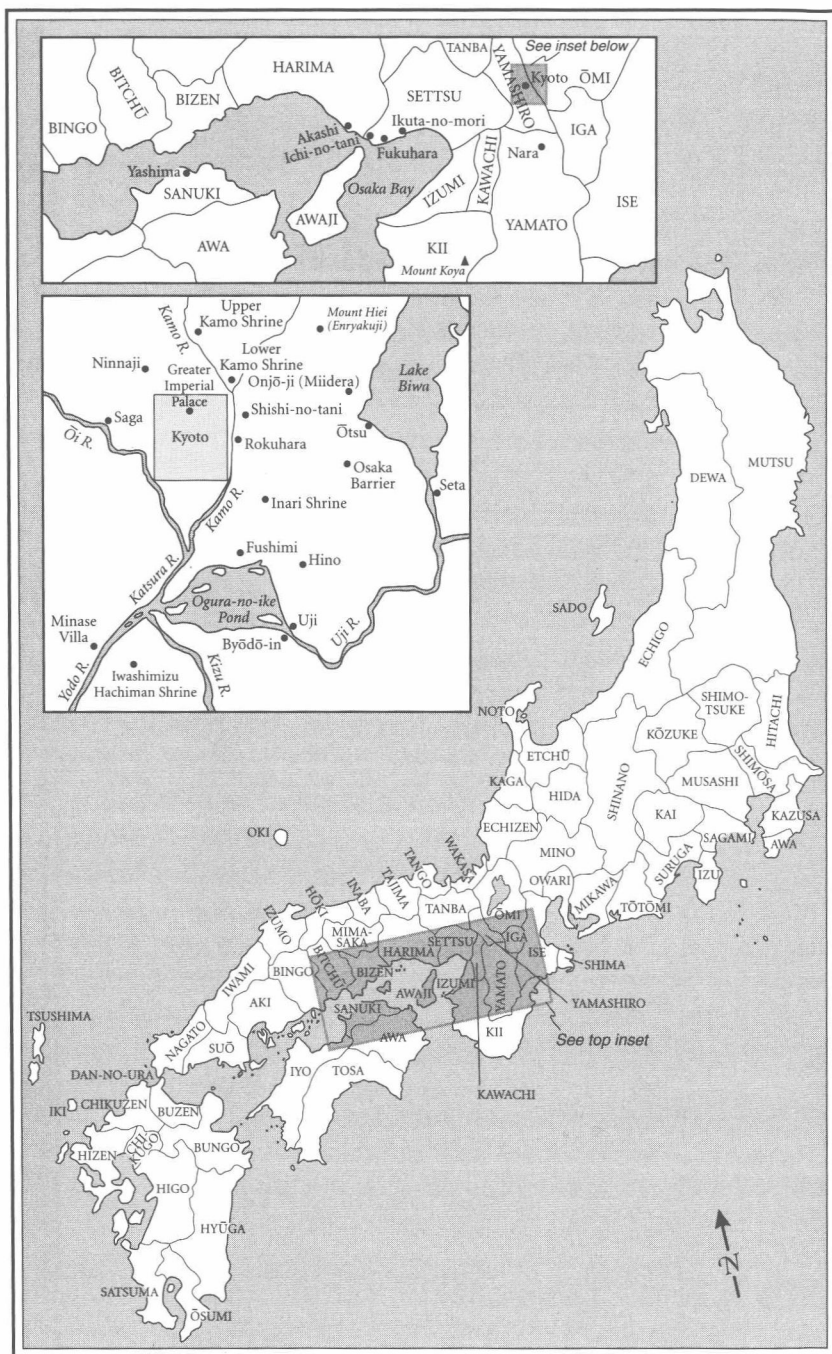 See inset below
TANBA
YAMASHIRO
HARIMA
Kyoto
ŌMI
BITCHŪ
BIZEN
SETTSU
Ikuta-no-mori
BINGO
IGA
Akashi
Ichi-no-tani
Fukuhara
Nara
KAWACHI
Yashima
Osaka Bay
IZUMI
SANUKI
AWAJI
YAMATO
ISE
AWA
KII
Mount Koya
Kamo R.
Upper
Kamo Shrine
Mount Hiei
(Enryakuji)
Lower
Kamo Shrine
Ninnaji
Greater
Imperial
Palace
Onjō-ji (Miidera)
Lake
Biwa
Saga
Shishi-no-tani
Ōi R.
Kyoto
Rokuhara
Ōtsu
Osaka
Barrier
Kamo R.
Seta
Inari Shrine
Katsura R.
Fushimi
Hino
Ogura-no-ike
Pond
Minase
Villa
Uji
Byōdō-in
Uji R.
Yodo R.
Iwashimizu
Hachiman Shrine
Kizu R.
DEWA
MUTSU
SADO
ECHIGO
NOTO
SHIMO-
TSUKE
HITACHI
KŌZUKE
ETCHŪ
SHIMŌSA
KAGA
HIDA
SHINANO
MUSASHI
OKI
ECHIZEN
KAI
KAZUSA
SAGAMI
AWA
MINO
WAKASA
TANGO
TAJIMA
INABA
HŌKI
IZUMO
OWARI
MIKAWA
SURUGA
IZU
TŌTŌMI
TANBA
ŌMI
MIMA-
SAKA
SETTSU
IGA
HARIMA
ISE
BITCHŪ
BIZEN
BINGO
SHIMA
IWAMI
AWAJI
IZUMI
YAMATO
YAMASHIRO
AKI
SANUKI
TSUSHIMA
NAGATO
SUŌ
AWA
KII
See top inset
DAN-NO-URA
IYO
TOSA
KAWACHI
IKI
CHIKUZEN
BUZEN
CHI-
KUGO
BUNGO
HIZEN
HIGO
HYŪGA
SATSUMA
ŌSUMI
N